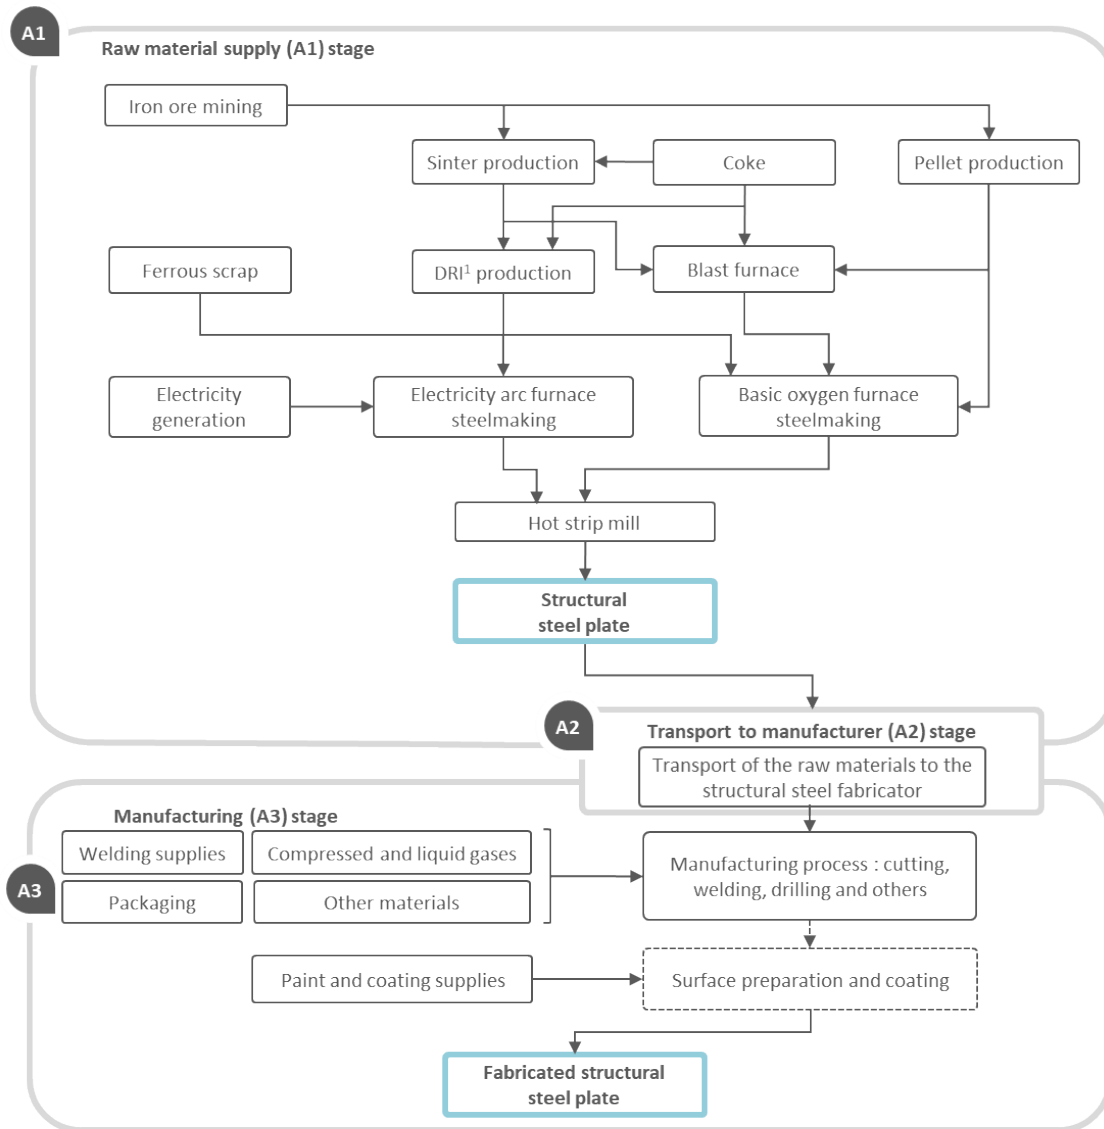 A1
Raw material supply (A1) stage
Iron ore mining
Sinter production
Coke
Pellet production
Ferrous scrap
DRI¹ production
Blast furnace
Electricity
generation
Electricity arc furnace
steelmaking
Basic oxygen furnace
steelmaking
Hot strip mill
Structural
steel plate
A2
Transport to manufacturer (A2) stage
Transport of the raw materials to the
structural steel fabricator
A3
Manufacturing (A3) stage
Welding supplies
Compressed and liquid gases
Packaging
Other materials
Manufacturing process : cutting,
welding, drilling and others
Paint and coating supplies
Surface preparation and coating
Fabricated structural
steel plate